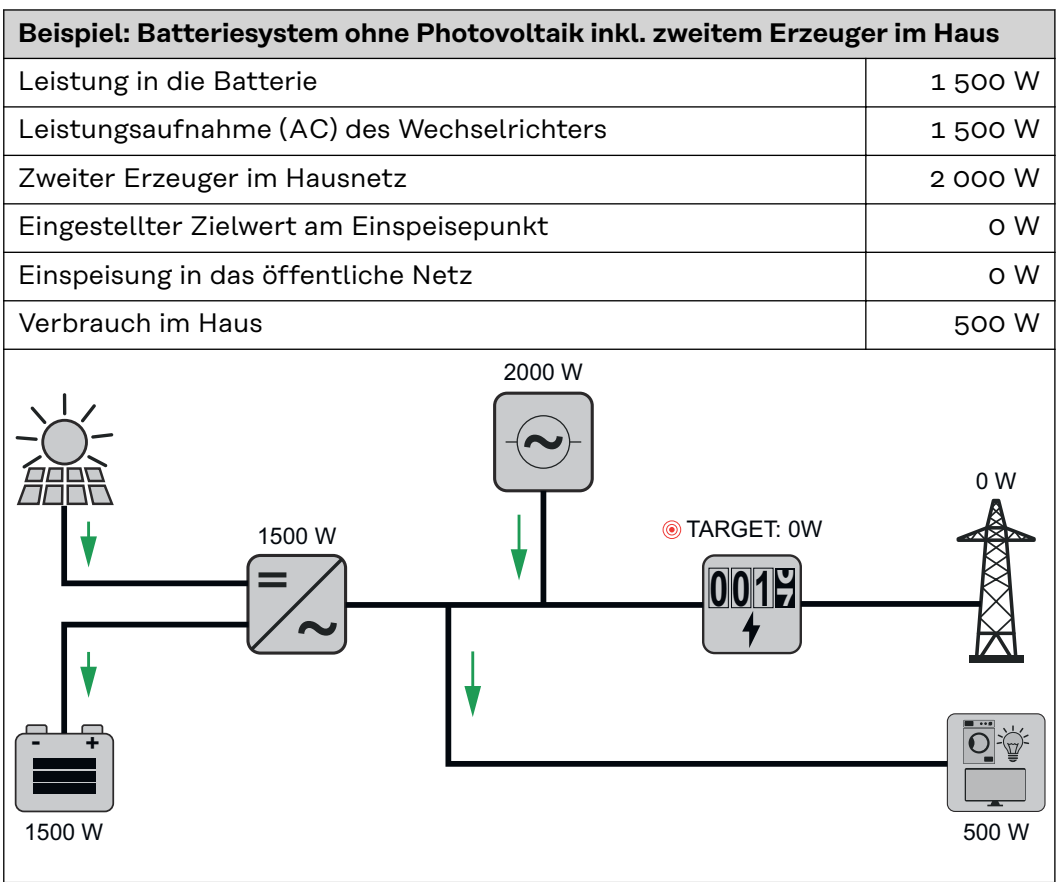 Beispiel: Batteriesystem ohne Photovoltaik inkl. zweitem Erzeuger im Haus
Leistung in die Batterie 1 500 W
Leistungsaufnahme (AC) des Wechselrichters 1 500 W
Zweiter Erzeuger im Hausnetz 2 000 W
Eingestellter Zielwert am Einspeisepunkt 0 W
Einspeisung in das öffentliche Netz 0 W
Verbrauch im Haus 500 W
2000 W
0 W
1500 W
TARGET: 0W
001
- +
1500 W
500 W